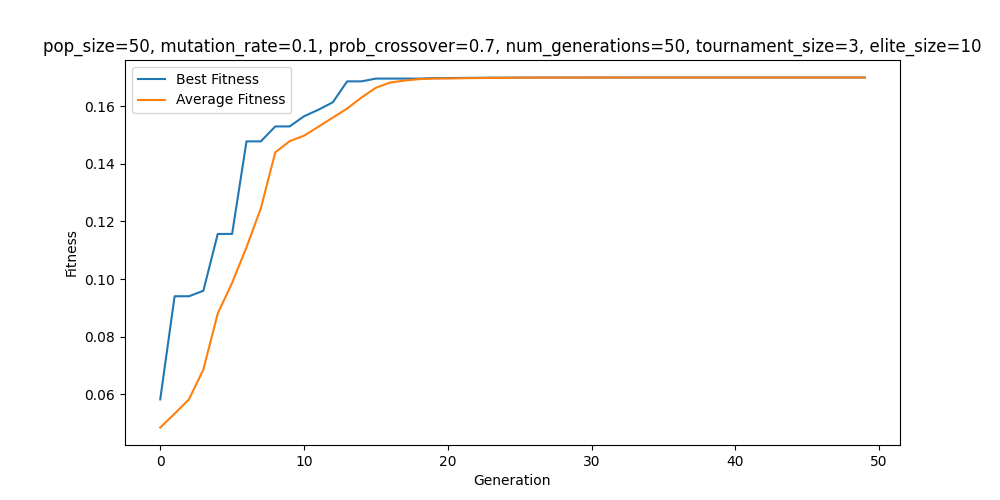 pop_size=50, mutation_rate=0.1, prob_crossover=0.7, num_generations=50, tournament_size=3, elite_size=10
Best Fitness
Average Fitness
0.16
0.14
0.12
0.10
0.08
0.06
Fitness
0 10 20 30 40 50
Generation